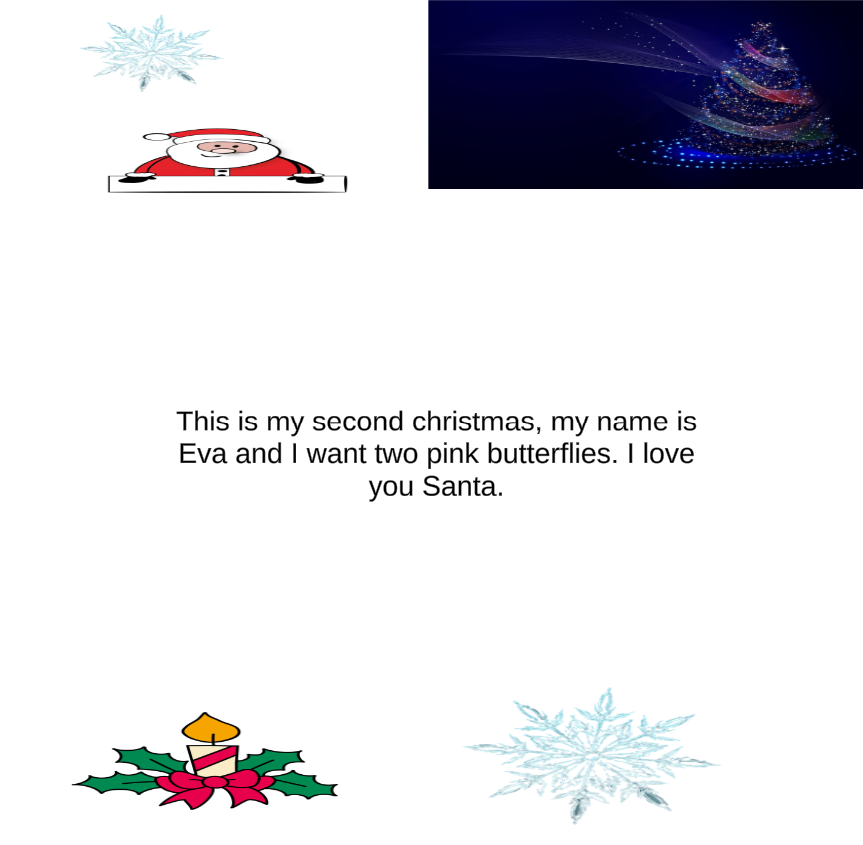 This is my second christmas, my name is
Eva and I want two pink butterflies. I love
you Santa.